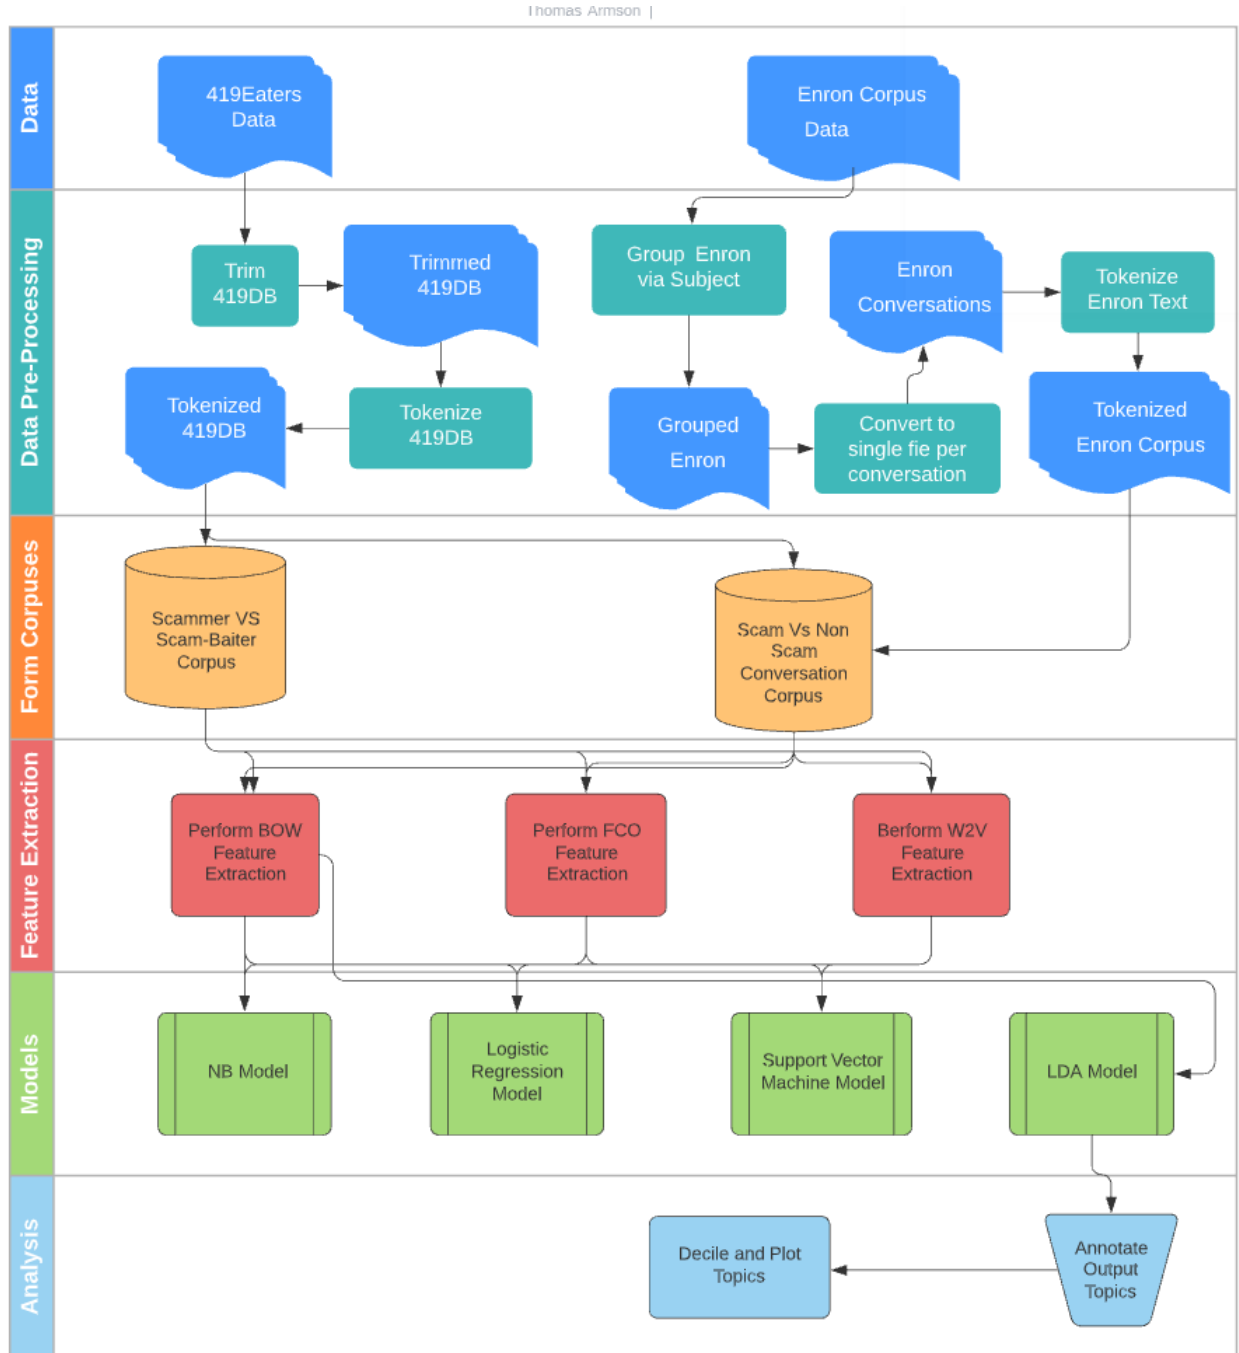 Thomas Armson |
Data
419Eaters
Data
Enron Corpus
Data
Data Pre-Processing
Trim
419DB
Trimmed
419DB
Group Enron
via Subject
Enron
Conversations
Tokenize
Enron Text
Tokenized
419DB
Tokenize
419DB
Grouped
Enron
Convert to
single fie per
conversation
Tokenized
Enron Corpus
Form Corpuses
Scammer VS
Scam-Baiter
Corpus
Scam Vs Non
Scam
Conversation
Corpus
Feature Extraction
Perform BOW
Feature
Extraction
Perform FCO
Feature
Extraction
Berform W2V
Feature
Extraction
Models
NB Model
Logistic
Regression
Model
Support Vector
Machine Model
LDA Model
Analysis
Decile and Plot
Topics
Annotate
Output
Topics